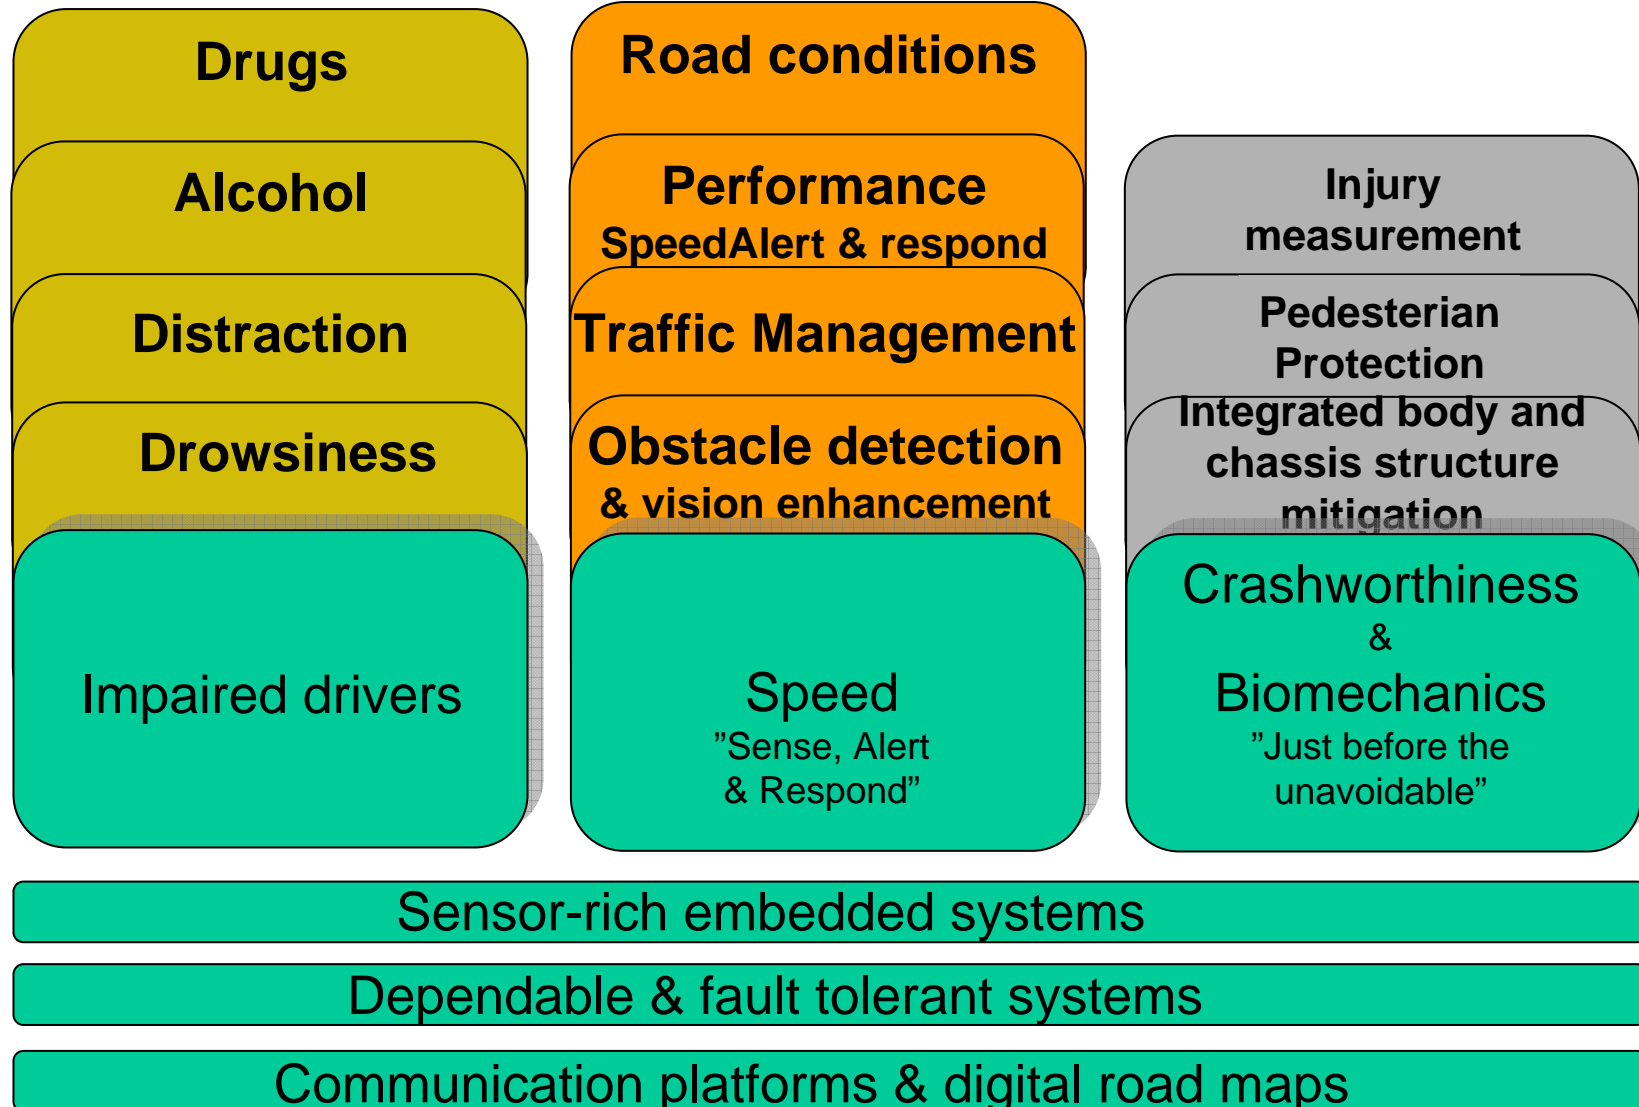 Drugs
Alcohol
Distraction
Drowsiness
Impaired drivers
Road conditions
Performance
SpeedAlert & respond
Traffic Management
Obstacle detection
& vision enhancement
Speed
”Sense, Alert
& Respond”
Injury
measurement
Pedesterian
Protection
Integrated body and
chassis structure
mitigation
Crashworthiness
&
Biomechanics
”Just before the
unavoidable”
Sensor-rich embedded systems
Dependable & fault tolerant systems
Communication platforms & digital road maps